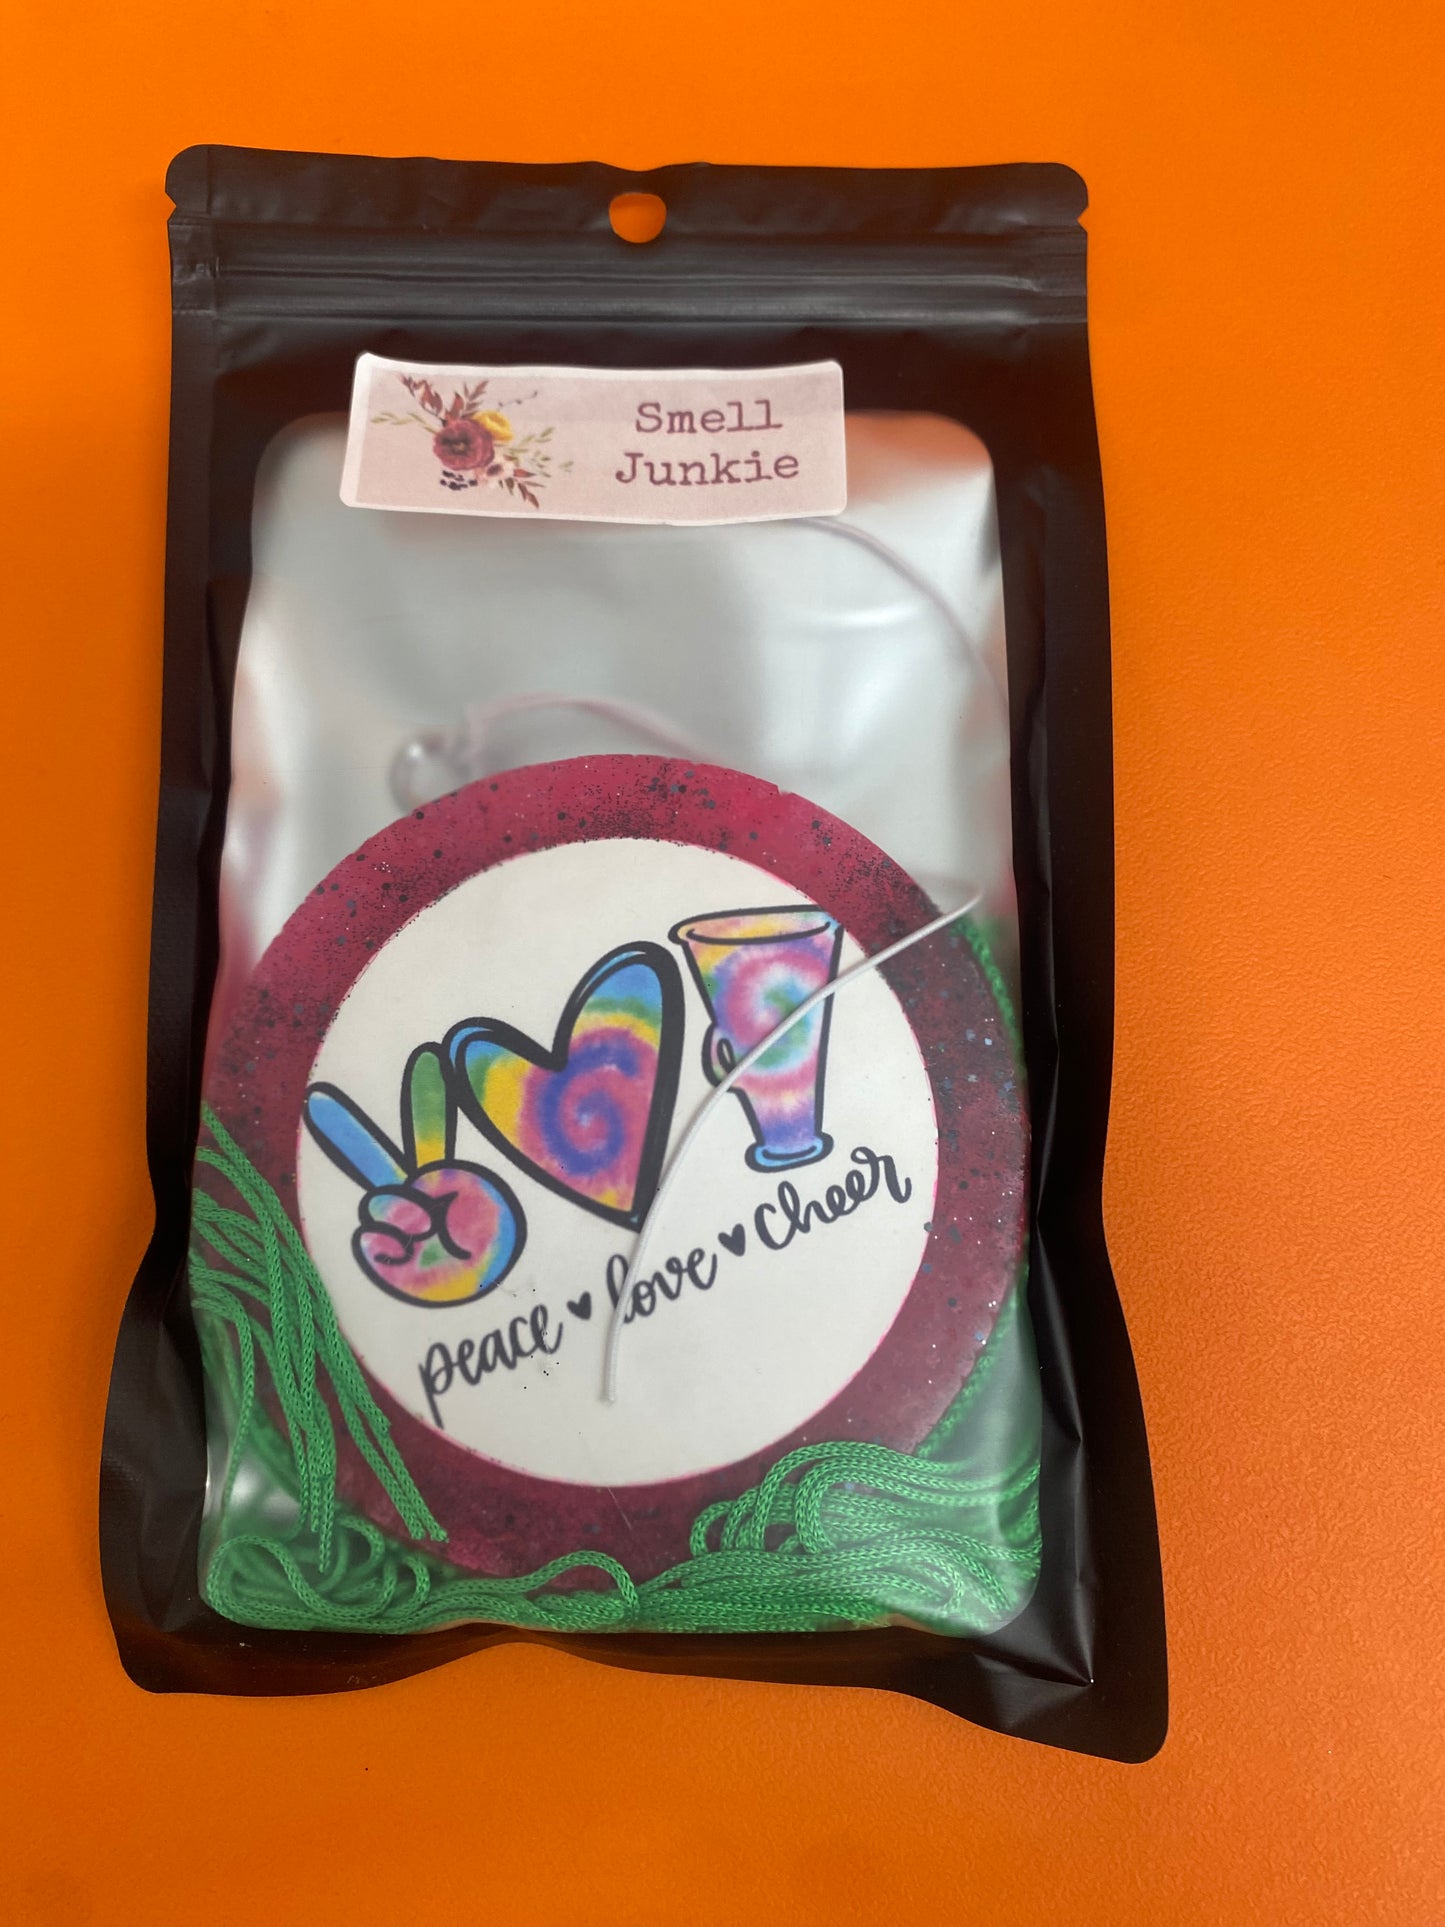 Smell
Junkie
peace ♥ love ♥ cheer